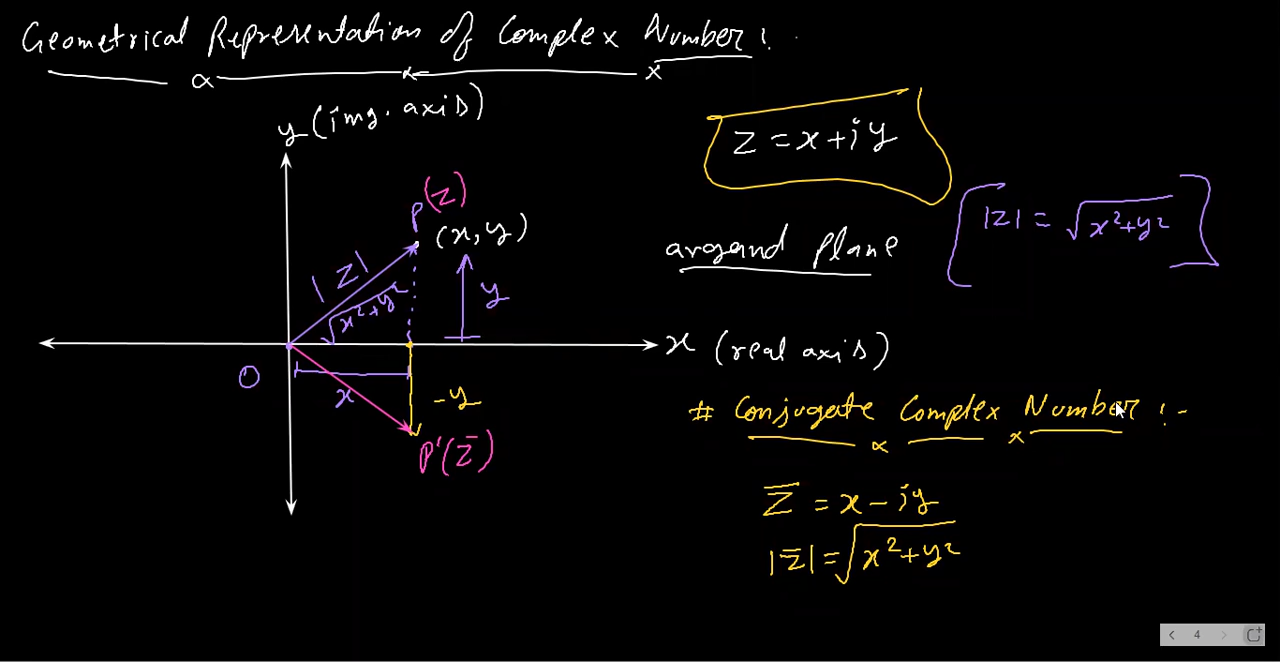 Geometrical Representation of Complex Number :
y (img. axis)
z = x + iy
P (z)
(x, y)
|z| = √x²+y²
argand Plane
|z|
√x²+y²
y
x (real axis)
O
x
-y
P' (z̅)
# Conjugate Complex Number :-
z̅ = x - iy
|z̅| = √x²+y²
4